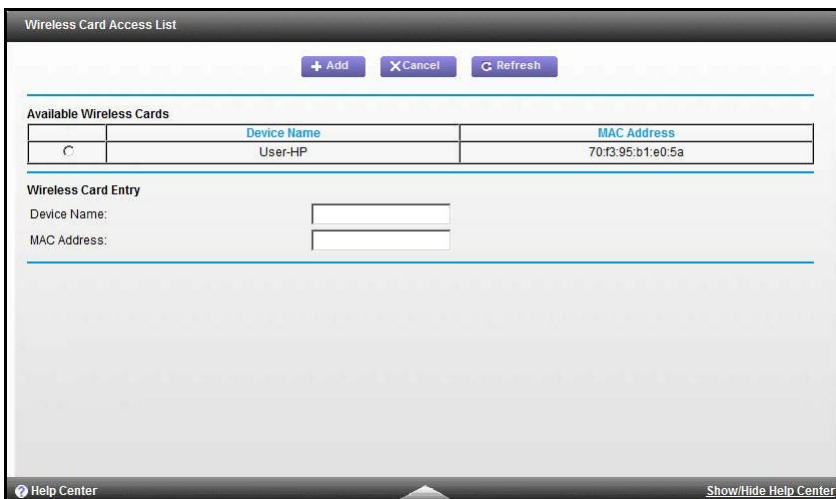 Wireless Card Access List
Add Cancel Refresh
Available Wireless Cards
Device Name MAC Address
User-HP 70:f3:95:b1:e0:5a
Wireless Card Entry
Device Name:
MAC Address:
Help Center Show/Hide Help Center